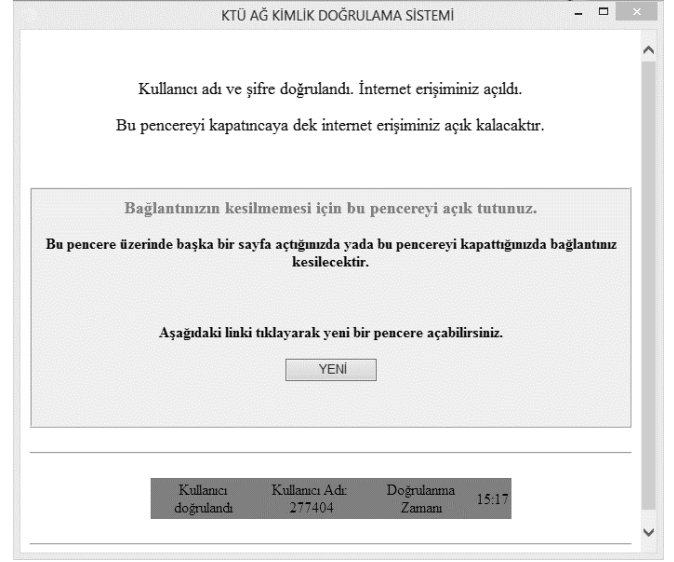 KTÜ AĞ KİMLİK DOĞRULAMA SİSTEMİ
Kullanıcı adı ve şifre doğrulandı. İnternet erişiminiz açıldı.
Bu pencereyi kapatıncaya dek internet erişiminiz açık kalacaktır.
Bağlantınızın kesilmemesi için bu pencereyi açık tutunuz.
Bu pencere üzerinde başka bir sayfa açtığınızda yada bu pencereyi kapattığınızda bağlantınız
kesilecektir.
Aşağıdaki linki tıklayarak yeni bir pencere açabilirsiniz.
YENİ
Kullanıcı Kullanıcı Adı: Doğrulanma
doğrulandı 277404 Zamanı 15:17